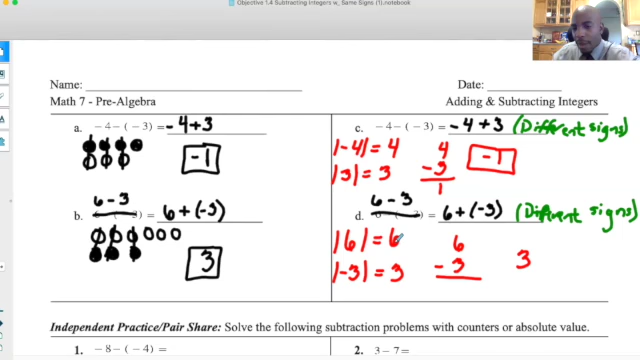 Objective 1.4 Subtracting Integers w_ Same Signs.notebook
Name:
Date:
Math 7 - Pre-Algebra
Adding & Subtracting Integers
a. -4-(-3) = -4+3
-1
c. -4-(-3) = -4+3 (Different signs)
|-4| = 4
|3| = 3
4
-3
1
-1
6-3
b. = 6+(-3)
3
6-3
d. = 6+(-3) (Different signs)
|6| = 6
|-3| = 3
6
-3
3
Independent Practice/Pair Share: Solve the following subtraction problems with counters or absolute value.
1. -8-(-4) =
2. 3-7 =